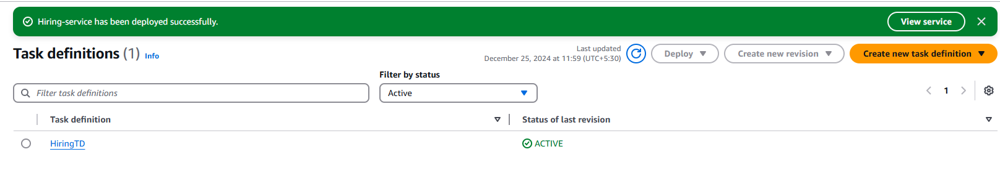 Hiring-service has been deployed successfully.
View service
Task definitions (1) Info
Last updated
December 25, 2024 at 11:59 (UTC+5:30)
Deploy
Create new revision
Create new task definition
Filter by status
Filter task definitions
Active
1
Task definition
Status of last revision
HiringTD
ACTIVE